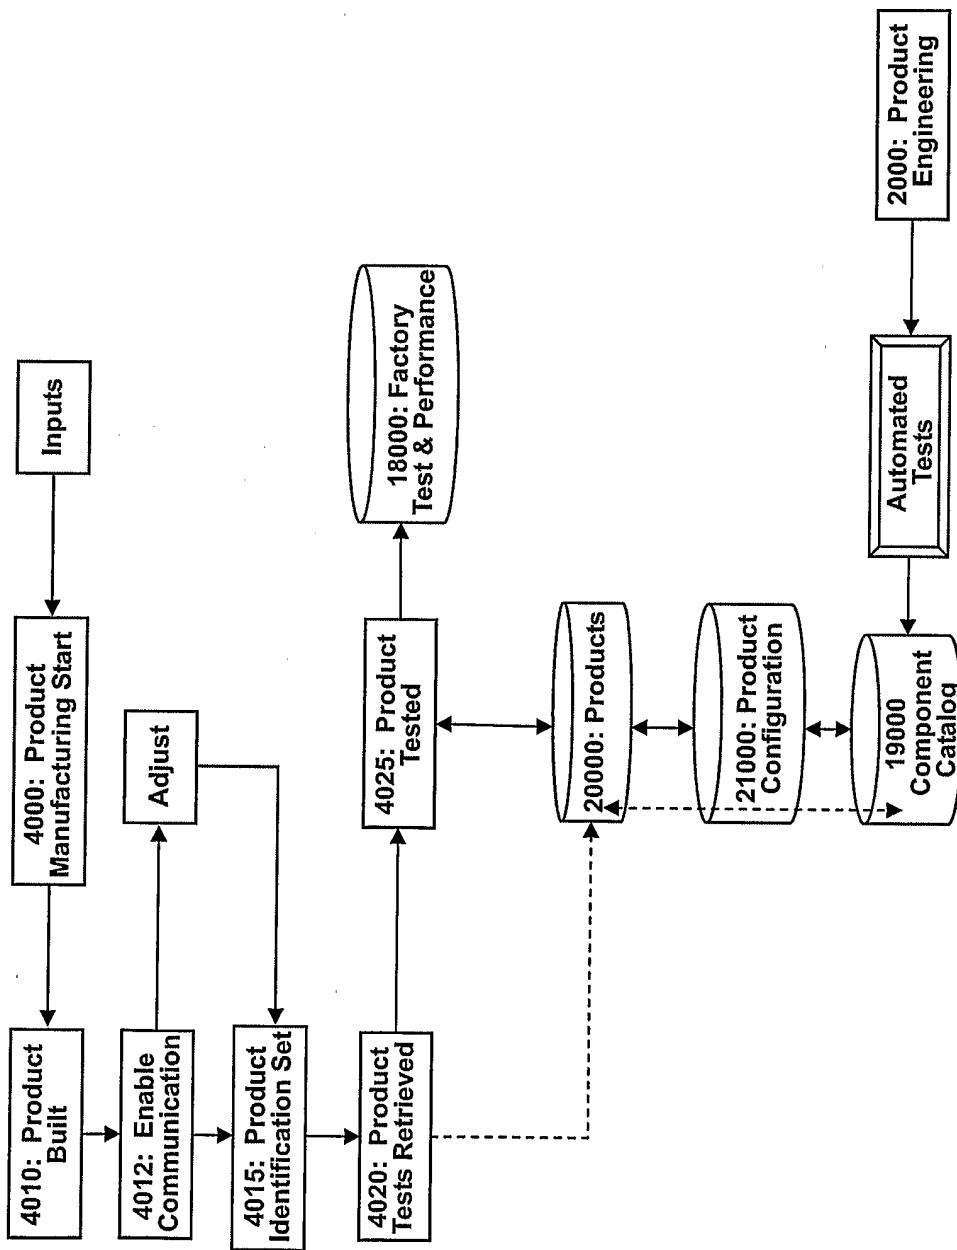 4010: Product
Built
4000: Product
Manufacturing Start
Inputs
4012: Enable
Communication
Adjust
4015: Product
Identification Set
4020: Product
Tests Retrieved
4025: Product
Tested
18000: Factory
Test & Performance
20000: Products
21000: Product
Configuration
19000
Component
Catalog
Automated
Tests
2000: Product
Engineering